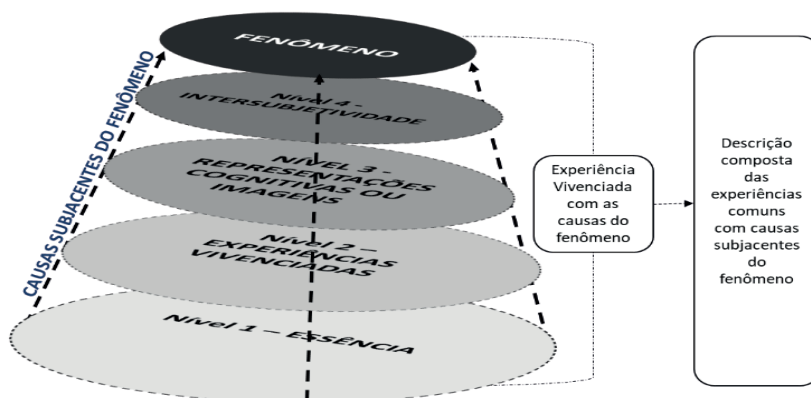 FENÔMENO
Nível 4 -
INTERSUBJETIVIDADE
NÍVEL 3 -
REPRESENTAÇÕES
COGNITIVAS OU
IMAGENS
Nível 2 —
EXPERIÊNCIAS
VIVENCIADAS
Nível 1 — ESSÊNCIA
CAUSAS SUBJACENTES DO FENÔMENO
Experiência
Vivenciada
com as
causas do
fenômeno
Descrição
composta
das
experiências
comuns
com causas
subjacentes
do
fenômeno